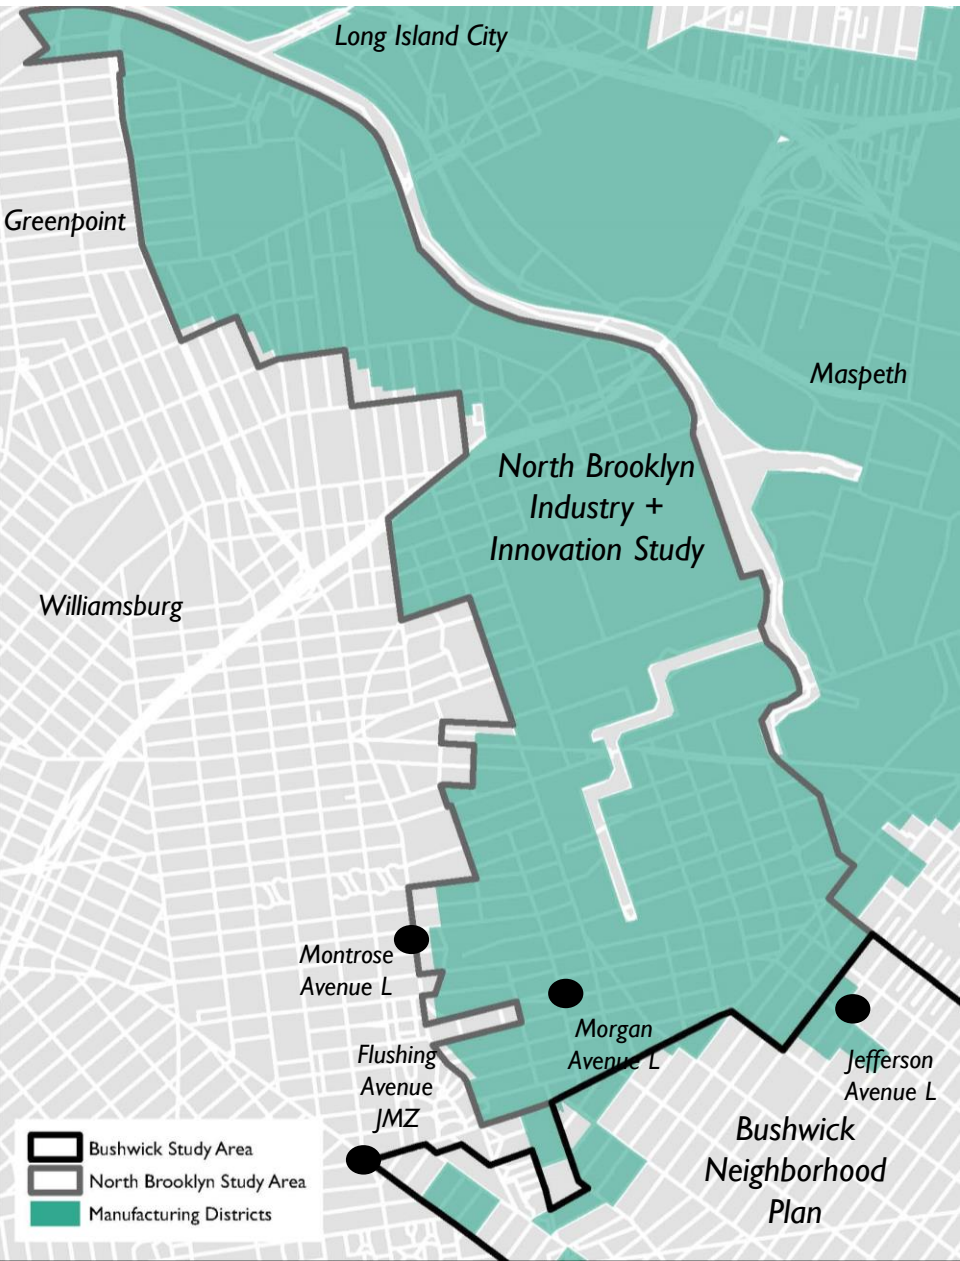 Long Island City
Greenpoint
Maspeth
North Brooklyn
Industry +
Innovation Study
Williamsburg
Montrose
Avenue L
Morgan
Avenue L
Flushing
Avenue
JMZ
Jefferson
Avenue L
Bushwick
Neighborhood
Plan
Bushwick Study Area
North Brooklyn Study Area
Manufacturing Districts